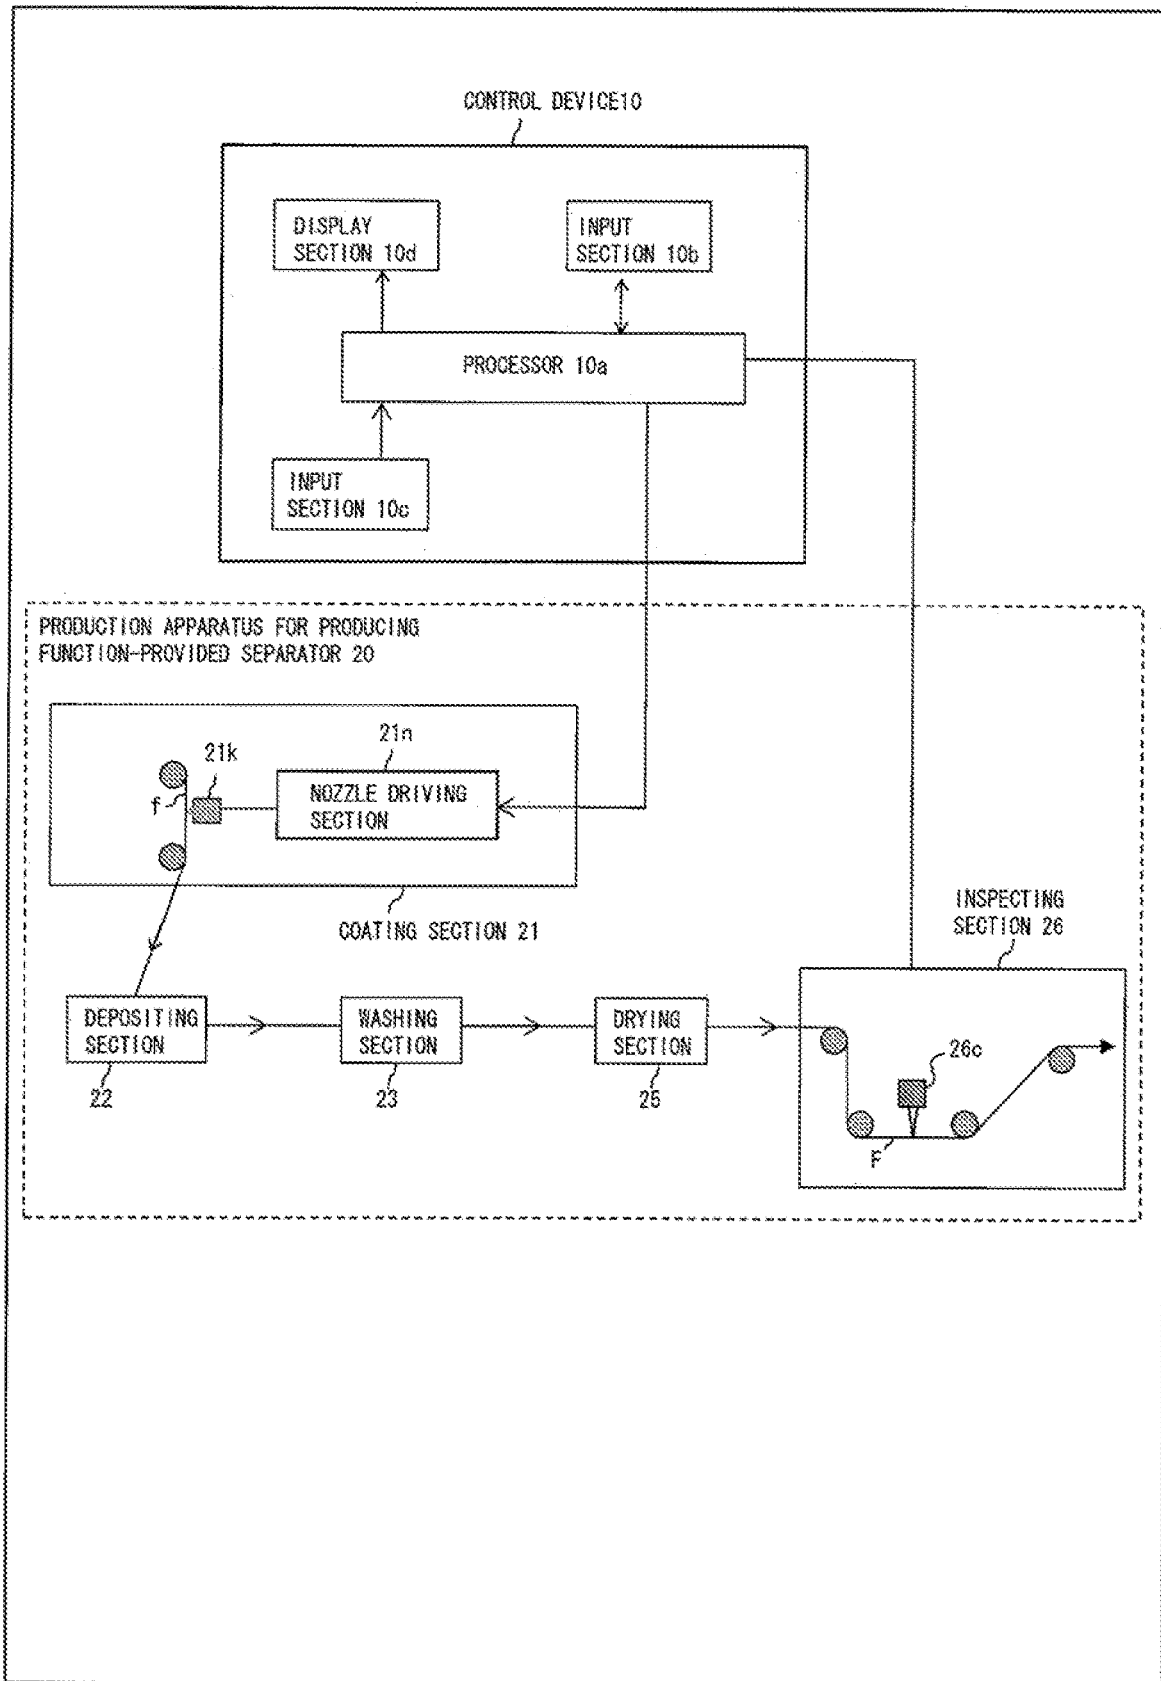 CONTROL DEVICE10
DISPLAY
SECTION 10d
INPUT
SECTION 10b
PROCESSOR 10a
INPUT
SECTION 10c
PRODUCTION APPARATUS FOR PRODUCING
FUNCTION-PROVIDED SEPARATOR 20
21k
21n
f
NOZZLE DRIVING
SECTION
COATING SECTION 21
INSPECTING
SECTION 26
DEPOSITING
SECTION
22
WASHING
SECTION
23
DRYING
SECTION
25
26c
F